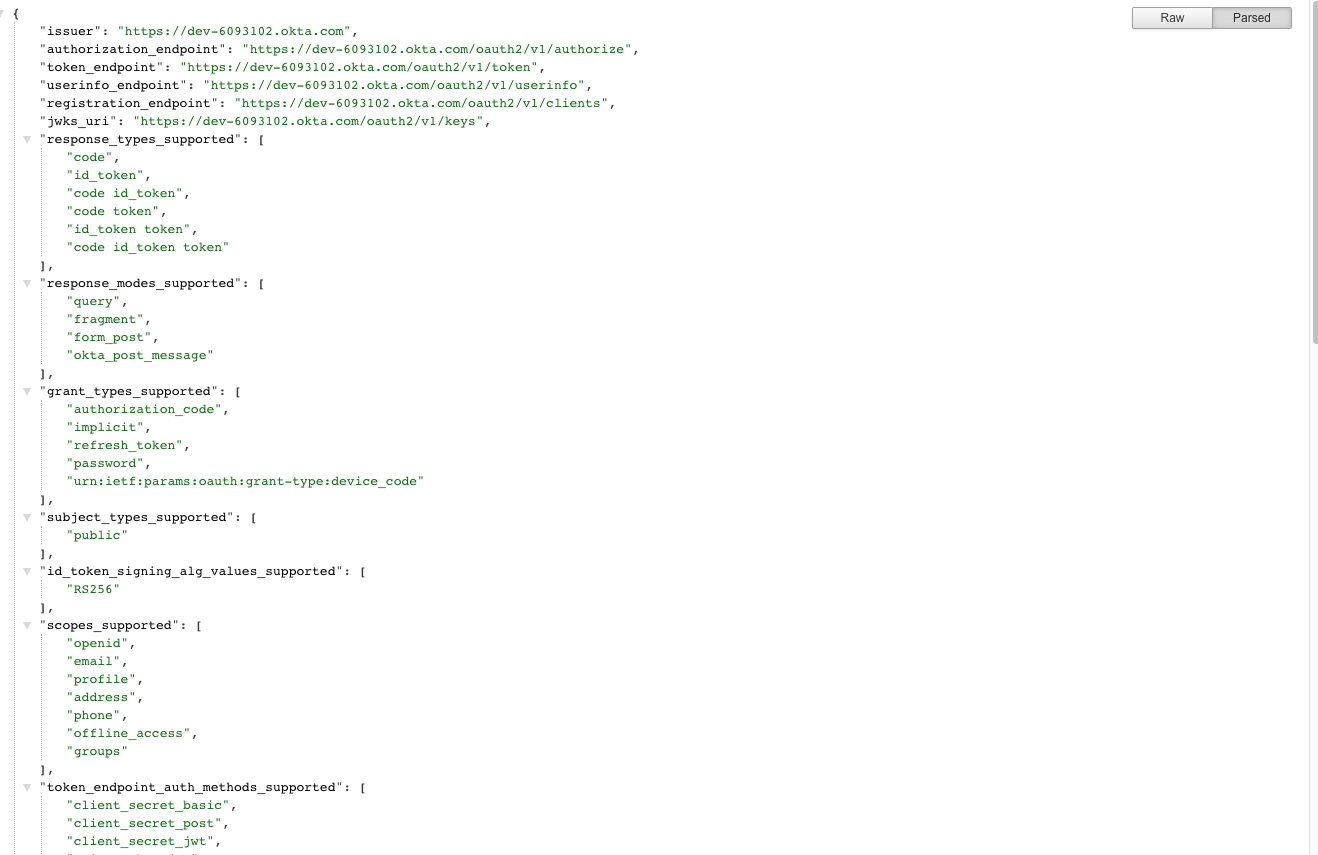 {
Raw Parsed
"issuer": "https://dev-6093102.okta.com",
"authorization_endpoint": "https://dev-6093102.okta.com/oauth2/v1/authorize",
"token_endpoint": "https://dev-6093102.okta.com/oauth2/v1/token",
"userinfo_endpoint": "https://dev-6093102.okta.com/oauth2/v1/userinfo",
"registration_endpoint": "https://dev-6093102.okta.com/oauth2/v1/clients",
"jwks_uri": "https://dev-6093102.okta.com/oauth2/v1/keys",
"response_types_supported": [
"code",
"id_token",
"code id_token",
"code token",
"id_token token",
"code id_token token"
],
"response_modes_supported": [
"query",
"fragment",
"form_post",
"okta_post_message"
],
"grant_types_supported": [
"authorization_code",
"implicit",
"refresh_token",
"password",
"urn:ietf:params:oauth:grant-type:device_code"
],
"subject_types_supported": [
"public"
],
"id_token_signing_alg_values_supported": [
"RS256"
],
"scopes_supported": [
"openid",
"email",
"profile",
"address",
"phone",
"offline_access",
"groups"
],
"token_endpoint_auth_methods_supported": [
"client_secret_basic",
"client_secret_post",
"client_secret_jwt",